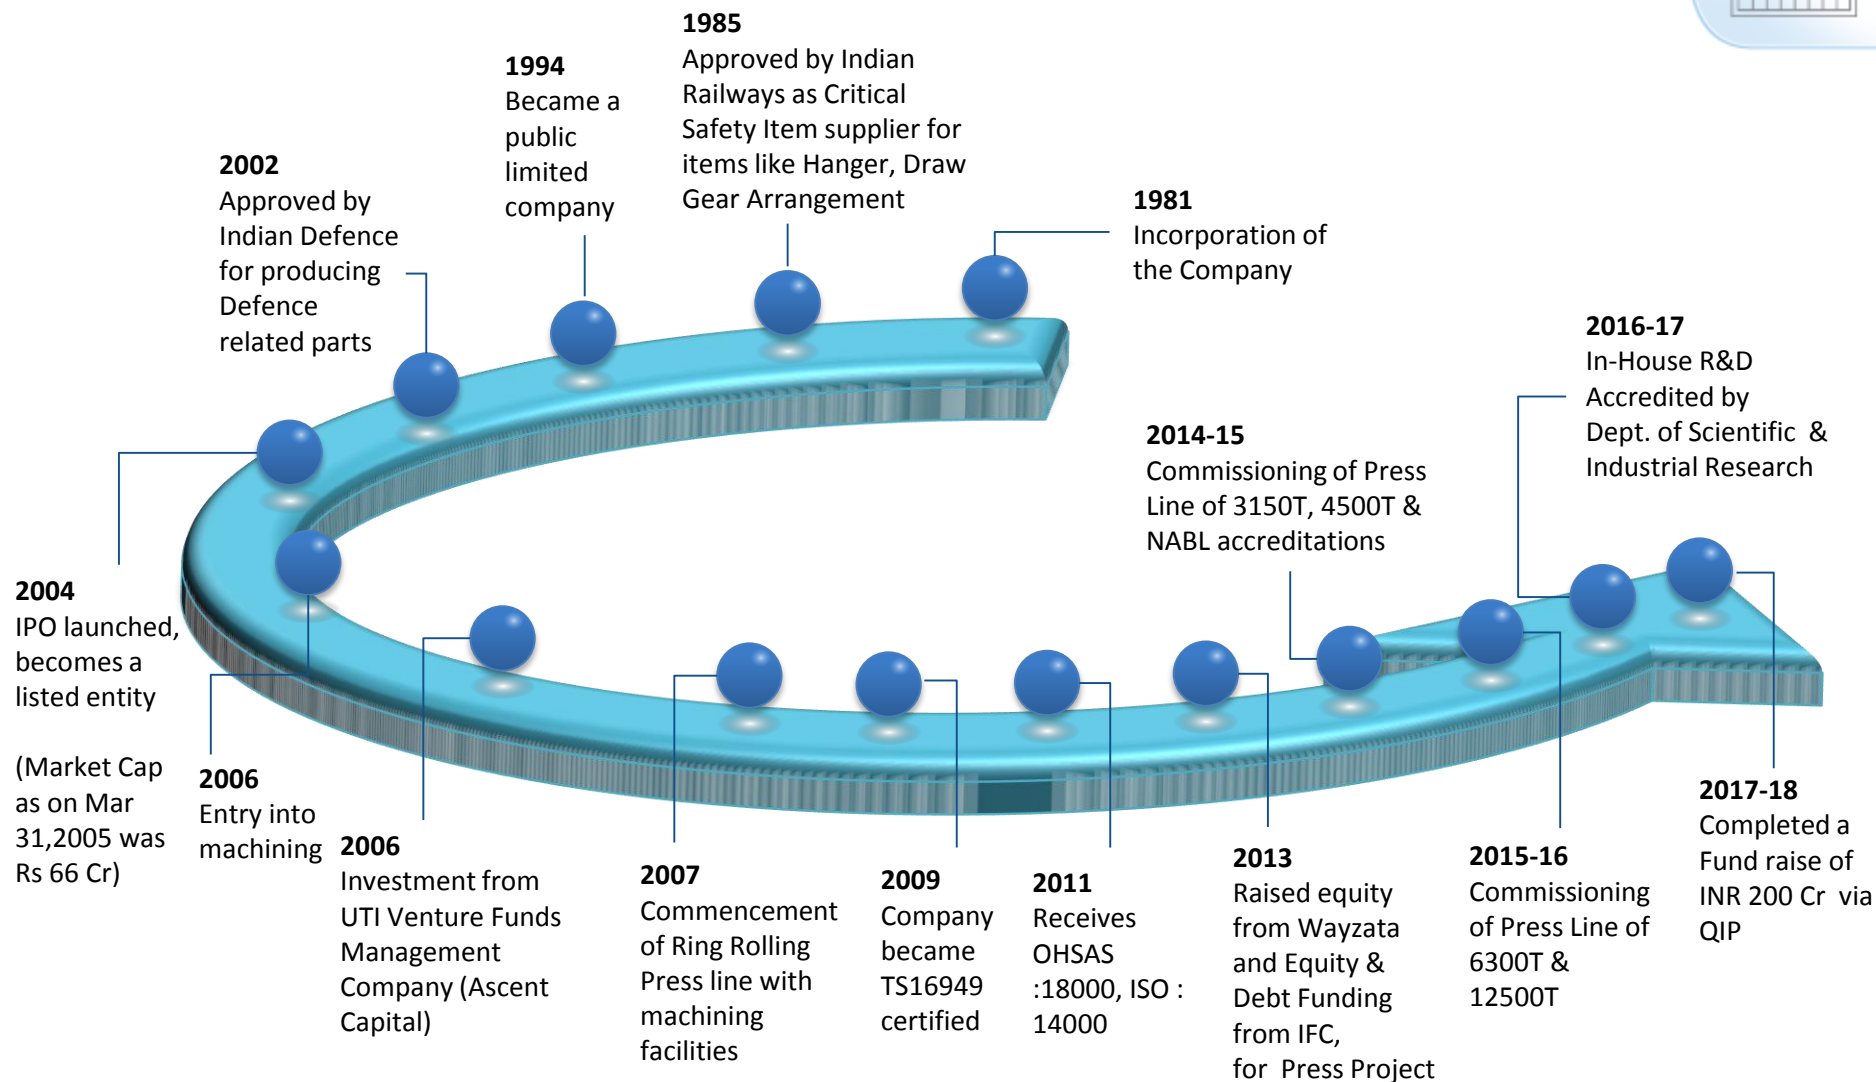 1985
Approved by Indian
Railways as Critical
Safety Item supplier for
items like Hanger, Draw
Gear Arrangement
1994
Became a
public
limited
company
2002
Approved by
Indian Defence
for producing
Defence
related parts
1981
Incorporation of
the Company
2016-17
In-House R&D
Accredited by
Dept. of Scientific  &
Industrial Research
2014-15
Commissioning of Press
Line of 3150T, 4500T &
NABL accreditations
2004
IPO launched,
becomes a
listed entity
(Market Cap
as on Mar
31,2005 was
Rs 66 Cr)
2006
Entry into
machining
2006
Investment from
UTI Venture Funds
Management
Company (Ascent
Capital)
2007
Commencement
of Ring Rolling
Press line with
machining
facilities
2009
Company
became
TS16949
certified
2011
Receives
OHSAS
:18000, ISO :
14000
2013
Raised equity
from Wayzata
and Equity &
Debt Funding
from IFC,
for  Press Project
2015-16
Commissioning
of Press Line of
6300T &
12500T
2017-18
Completed a
Fund raise of
INR 200 Cr  via
QIP